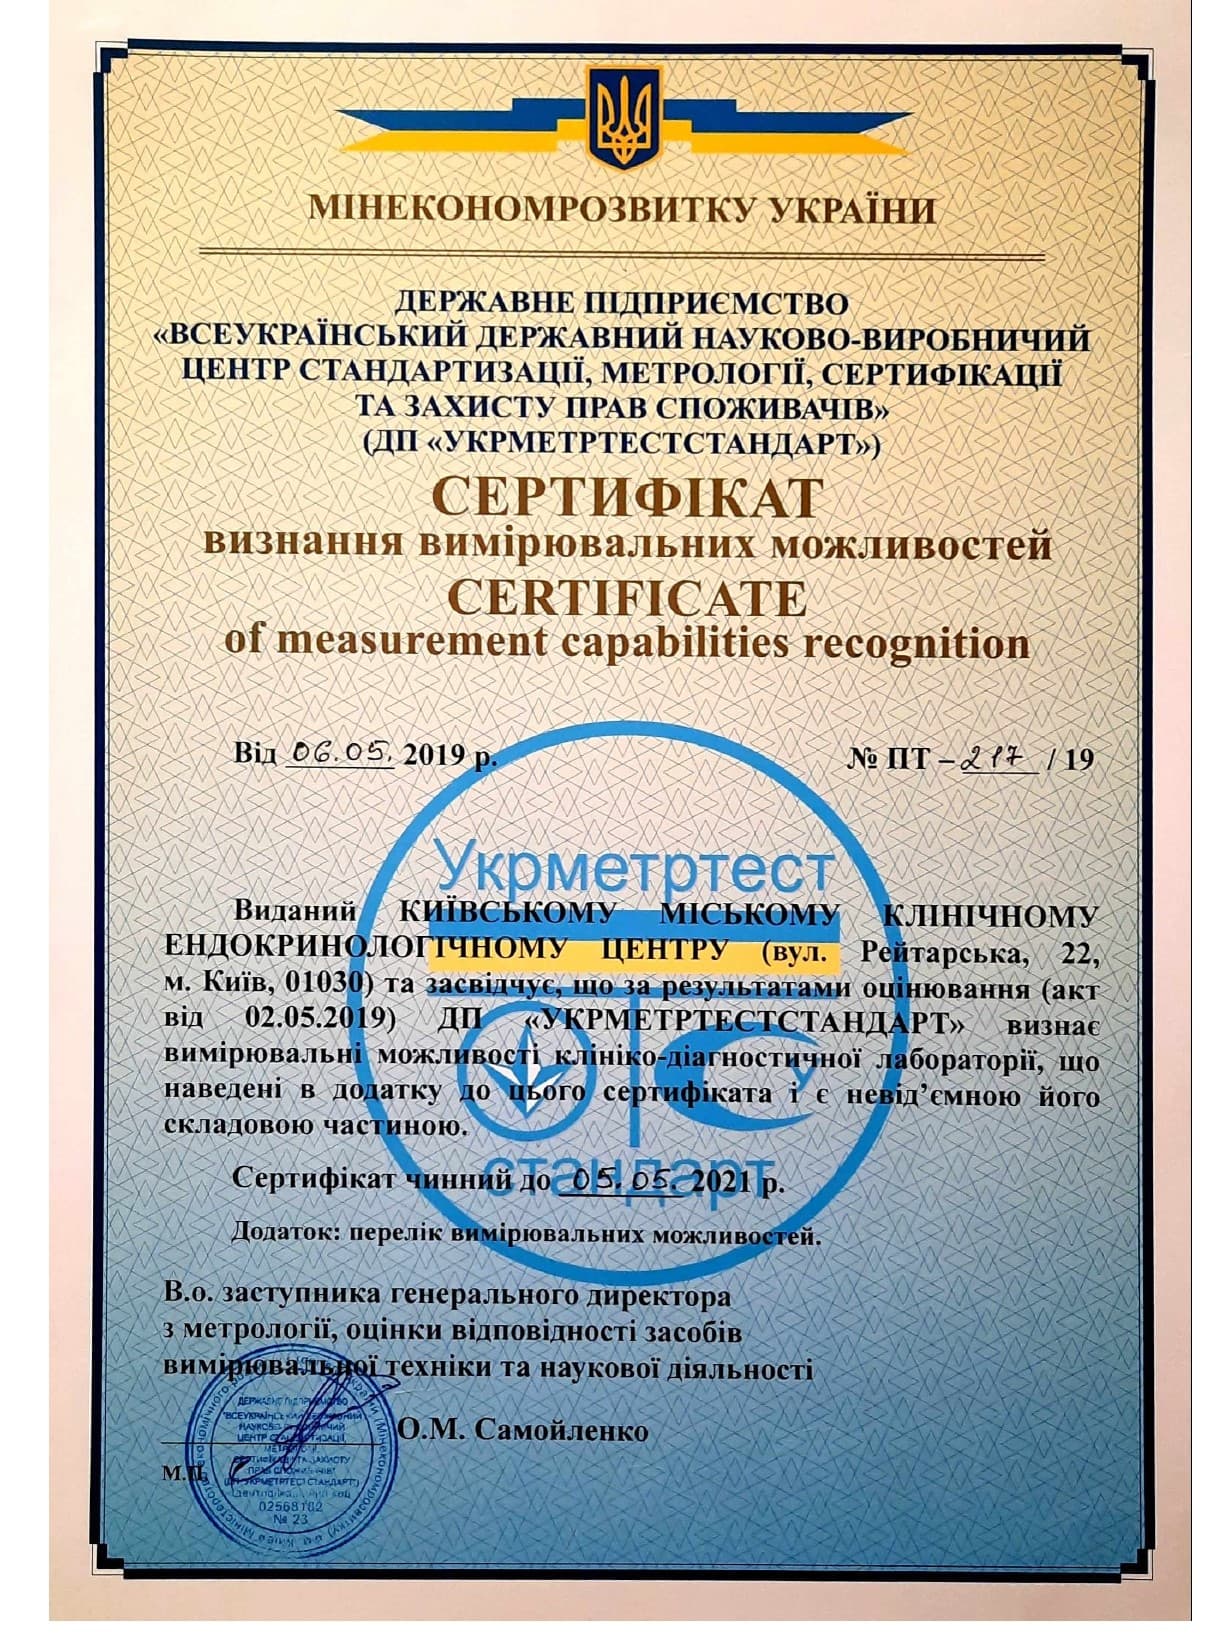 МІНЕКОНОМРОЗВИТКУ УКРАЇНИ
ДЕРЖАВНЕ ПІДПРИЄМСТВО
«ВСЕУКРАЇНСЬКИЙ ДЕРЖАВНИЙ НАУКОВО-ВИРОБНИЧИЙ
ЦЕНТР СТАНДАРТИЗАЦІЇ, МЕТРОЛОГІЇ, СЕРТИФІКАЦІЇ
ТА ЗАХИСТУ ПРАВ СПОЖИВАЧІВ»
(ДП «УКРМЕТРТЕСТСТАНДАРТ»)
СЕРТИФІКАТ
визнання вимірювальних можливостей
CERTIFICATE
of measurement capabilities recognition
Від 06.05. 2019 р.
№ ПТ – 217 / 19
Укрметртест
Виданий КИЇВСЬКОМУ МІСЬКОМУ КЛІНІЧНОМУ
ЕНДОКРИНОЛОГІЧНОМУ ЦЕНТРУ (вул. Рейтарська, 22,
м. Київ, 01030) та засвідчує, що за результатами оцінювання (акт
від 02.05.2019) ДП «УКРМЕТРТЕСТСТАНДАРТ» визнає
вимірювальні можливості клініко-діагностичної лабораторії, що
наведені в додатку до цього сертифіката і є невід’ємною його
складовою частиною.
стандарт
Сертифікат чинний до 05.05. 2021 р.
Додаток: перелік вимірювальних можливостей.
В.о. заступника генерального директора
з метрології, оцінки відповідності засобів
вимірювальної техніки та наукової діяльності
О.М. Самойленко
М.П.
ДЕРЖАВНЕ ПІДПРИЄМСТВО
"ВСЕУКРАЇНСЬКИЙ ДЕРЖАВНИЙ
НАУКОВО-ВИРОБНИЧИЙ
ЦЕНТР СТАНДАРТИЗАЦІЇ,
МЕТРОЛОГІЇ,
СЕРТИФІКАЦІЇ ТА ЗАХИСТУ
ПРАВ СПОЖИВАЧІВ"
(ДП "УКРМЕТРТЕСТСТАНДАРТ")
02568182
№ 23